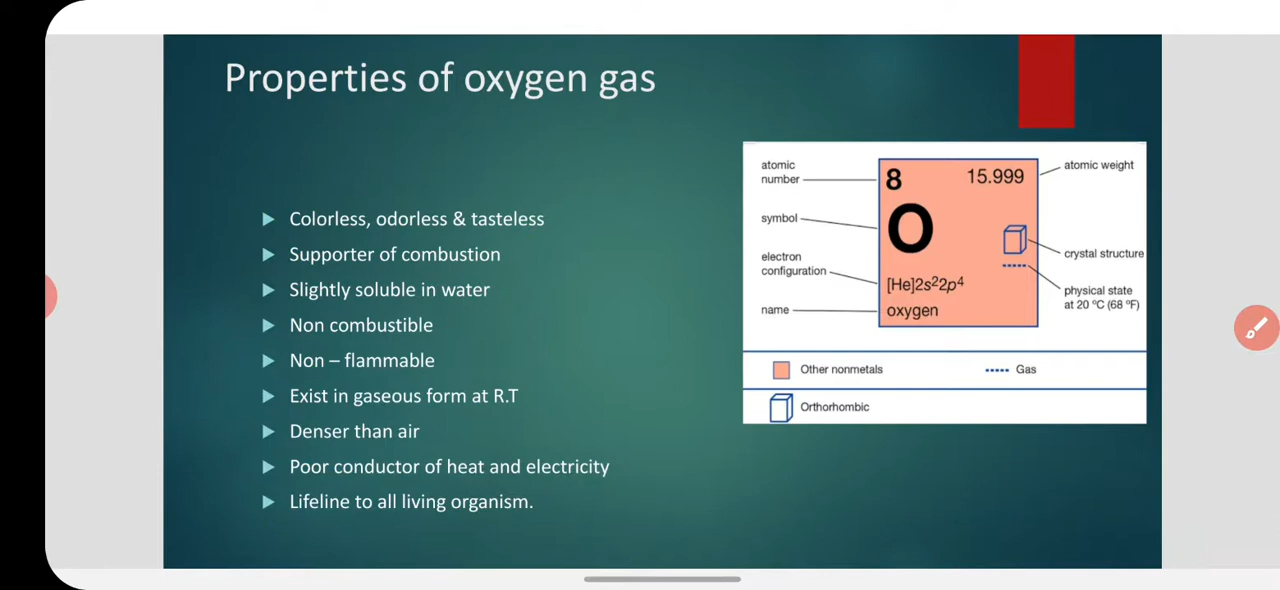 Properties of oxygen gas
Colorless, odorless & tasteless
Supporter of combustion
Slightly soluble in water
Non combustible
Non – flammable
Exist in gaseous form at R.T
Denser than air
Poor conductor of heat and electricity
Lifeline to all living organism.
atomic
number
8
15.999
atomic weight
symbol
O
electron
configuration
[He]2s²2p⁴
crystal structure
physical state
at 20 ºC (68 ºF)
name
oxygen
Other nonmetals
Gas
Orthorhombic